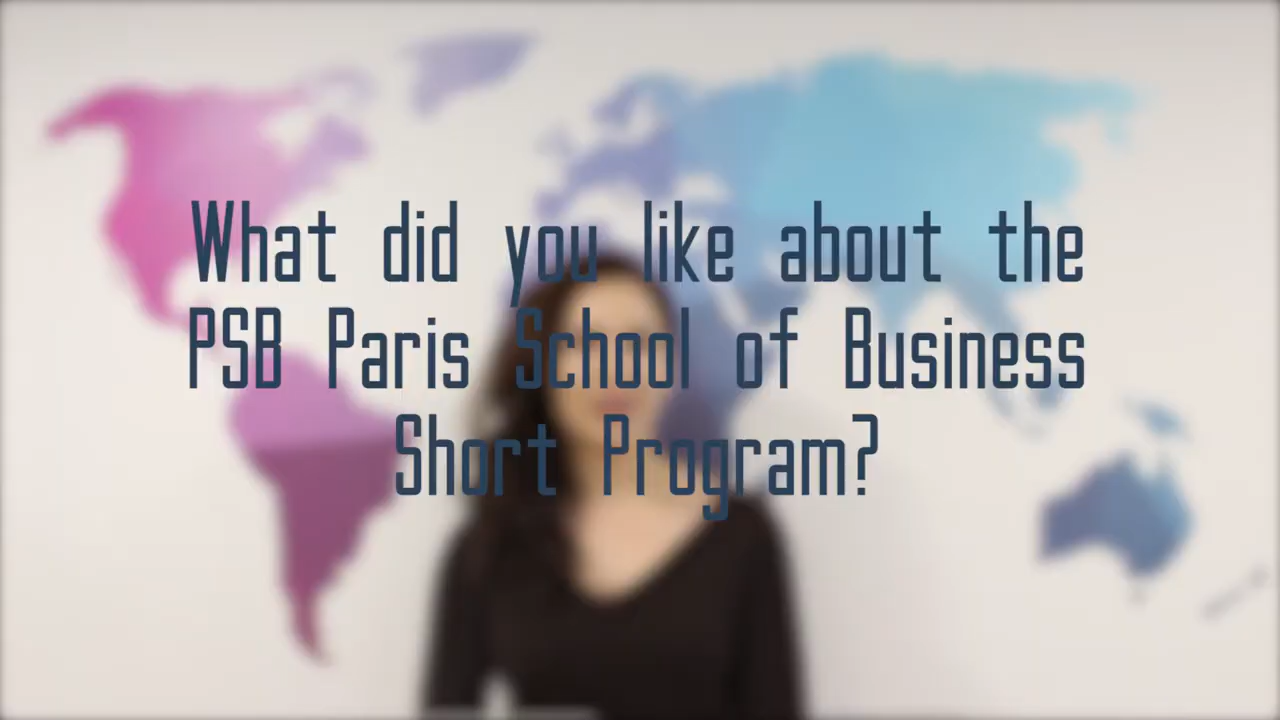 What did you like about the
PSB Paris School of Business
Short Program?